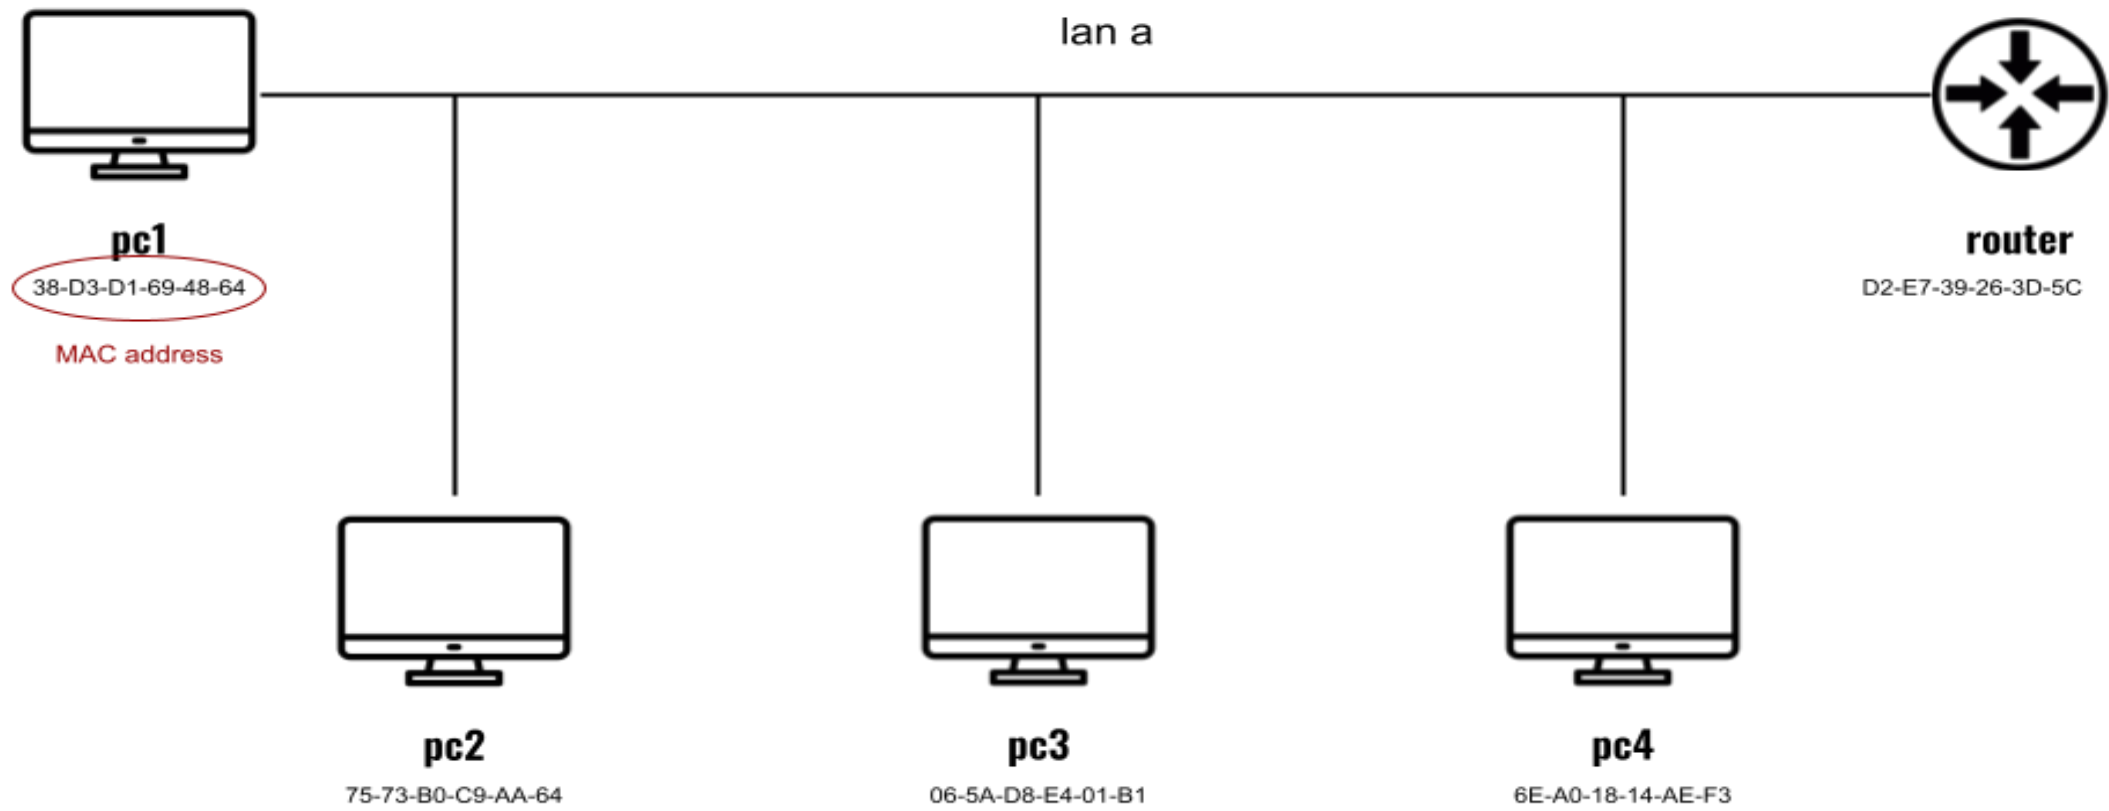 lan a
pc1
38-D3-D1-69-48-64
MAC address
router
D2-E7-39-26-3D-5C
pc2
75-73-B0-C9-AA-64
pc3
06-5A-D8-E4-01-B1
pc4
6E-A0-18-14-AE-F3